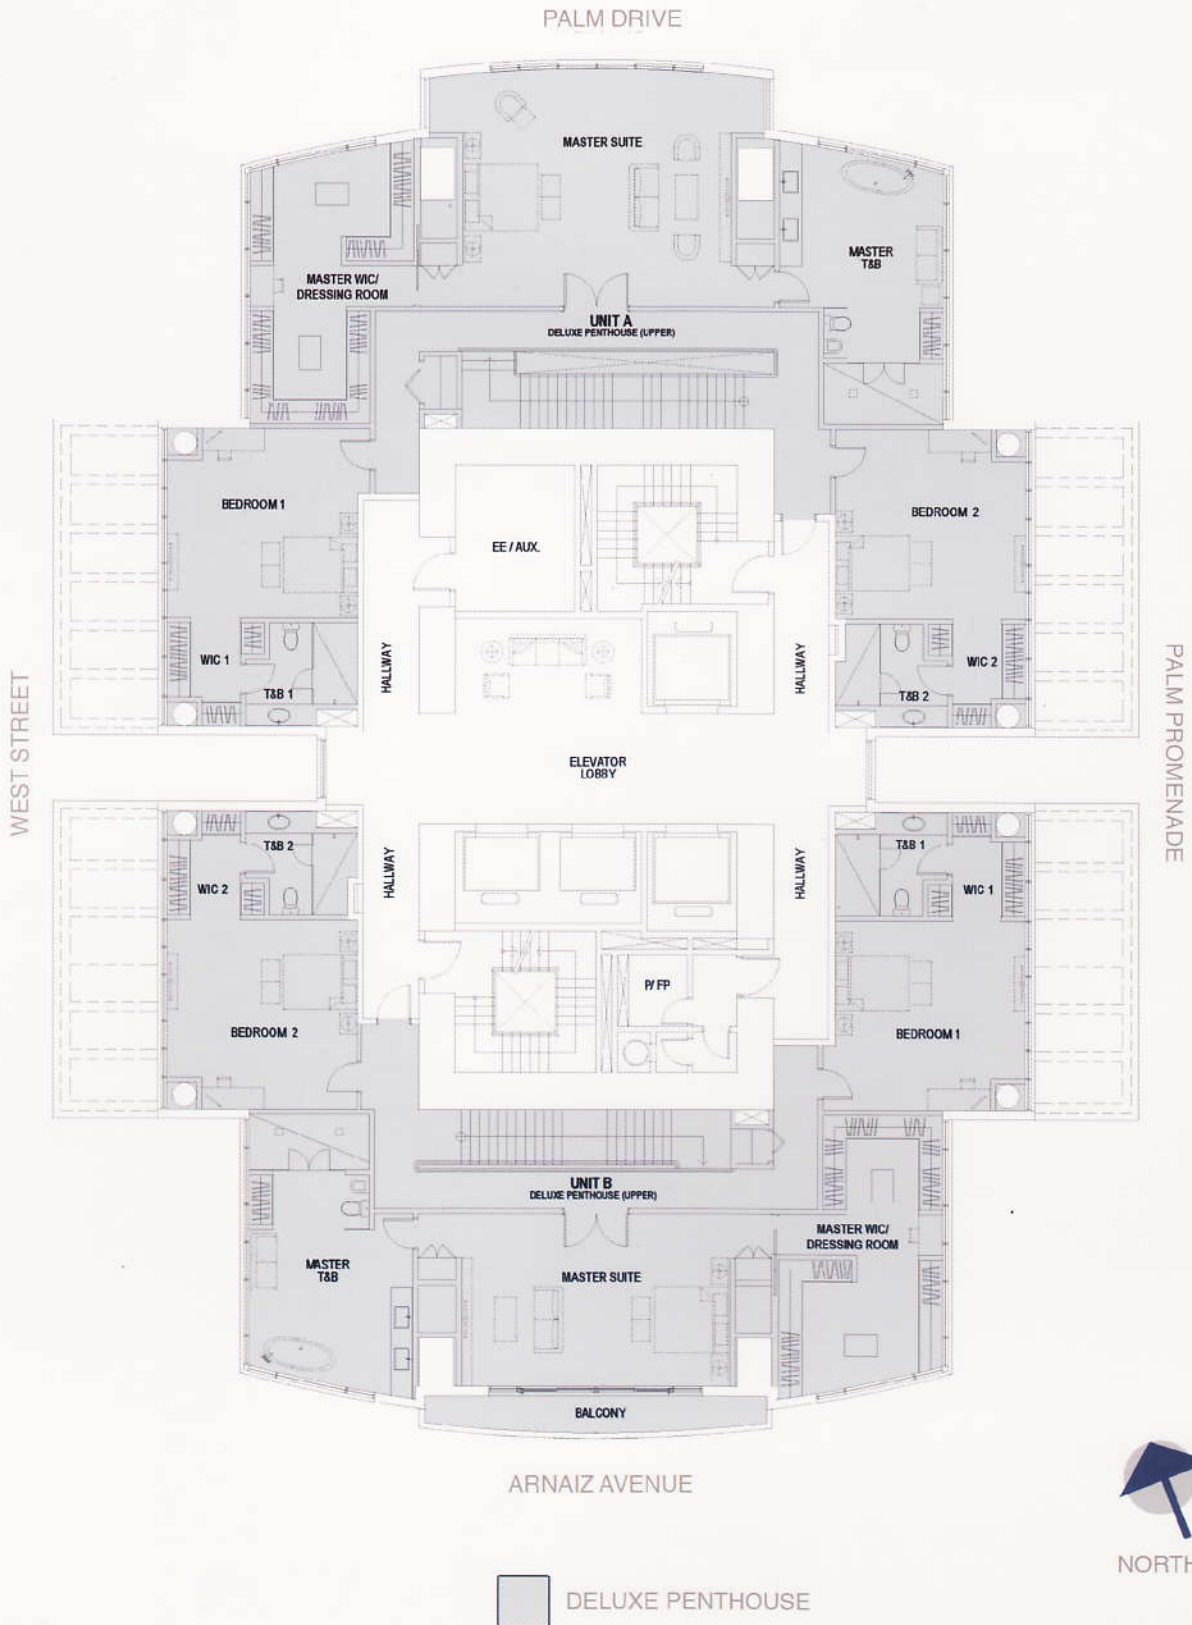 PALM DRIVE
MASTER SUITE
MASTER
T&B
MASTER WIC/
DRESSING ROOM
UNIT A
DELUXE PENTHOUSE (UPPER)
BEDROOM 1
BEDROOM 2
EE / AUX.
WIC 1
T&B 1
HALLWAY
HALLWAY
WIC 2
T&B 2
WEST STREET
PALM PROMENADE
ELEVATOR
LOBBY
T&B 2
WIC 2
HALLWAY
HALLWAY
T&B 1
WIC 1
P/ FP
BEDROOM 2
BEDROOM 1
UNIT B
DELUXE PENTHOUSE (UPPER)
MASTER WIC/
DRESSING ROOM
MASTER
T&B
MASTER SUITE
BALCONY
ARNAIZ AVENUE
NORTH
DELUXE PENTHOUSE